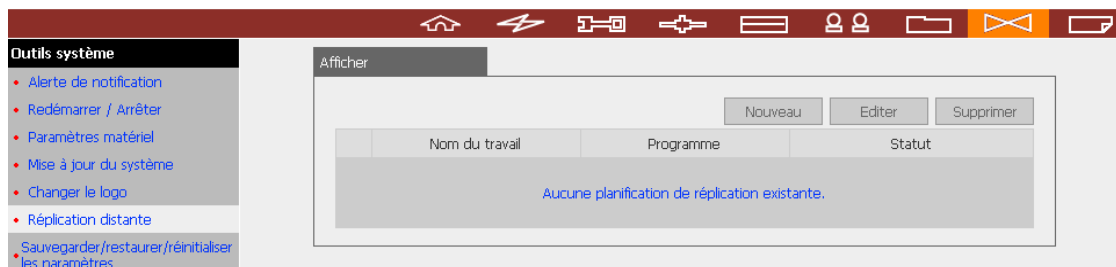 Outils système
Alerte de notification
Redémarrer / Arrêter
Paramètres matériel
Mise à jour du système
Changer le logo
Réplication distante
Sauvegarder/restaurer/réinitialiser
les paramètres
Afficher
Nouveau Editer Supprimer
Nom du travail Programme Statut
Aucune planification de réplication existante.